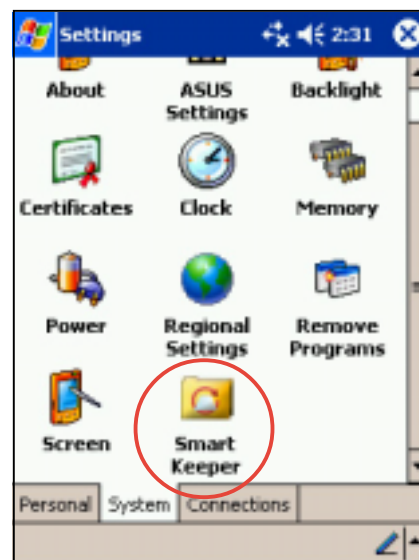 Settings 2:31
About ASUS Settings Backlight
Certificates Clock Memory
Power Regional Settings Remove Programs
Screen Smart Keeper
Personal System Connections